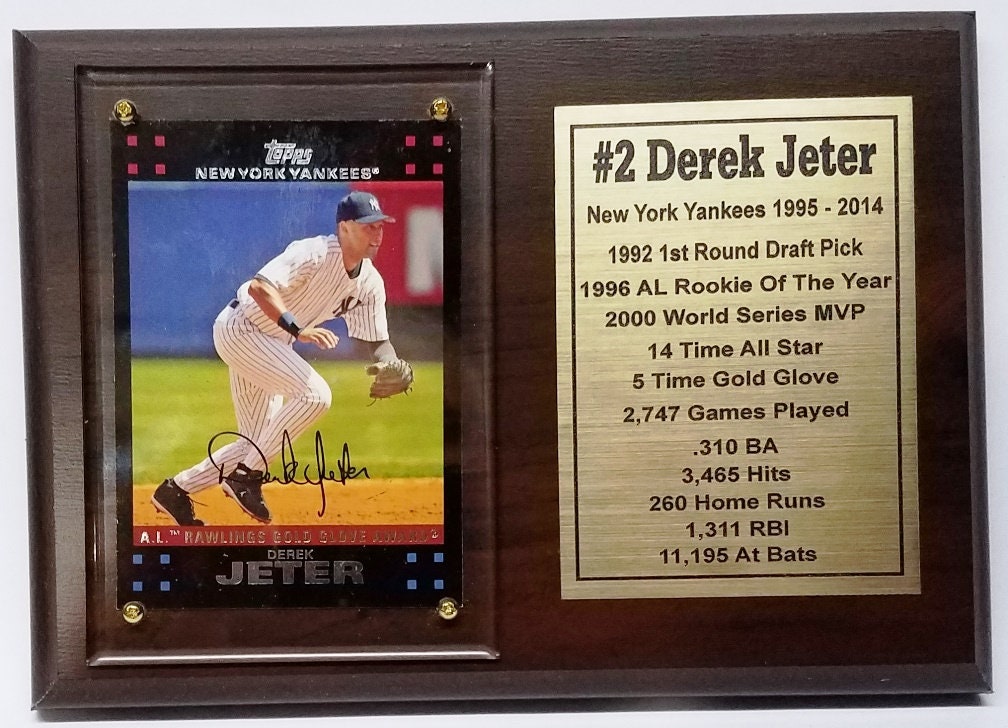 Topps
NEW YORK YANKEES®
Derek Jeter
A.L.™ RAWLINGS GOLD GLOVE AWARD®
DEREK
JETER
#2 Derek Jeter
New York Yankees 1995 - 2014
1992 1st Round Draft Pick
1996 AL Rookie Of The Year
2000 World Series MVP
14 Time All Star
5 Time Gold Glove
2,747 Games Played
.310 BA
3,465 Hits
260 Home Runs
1,311 RBI
11,195 At Bats